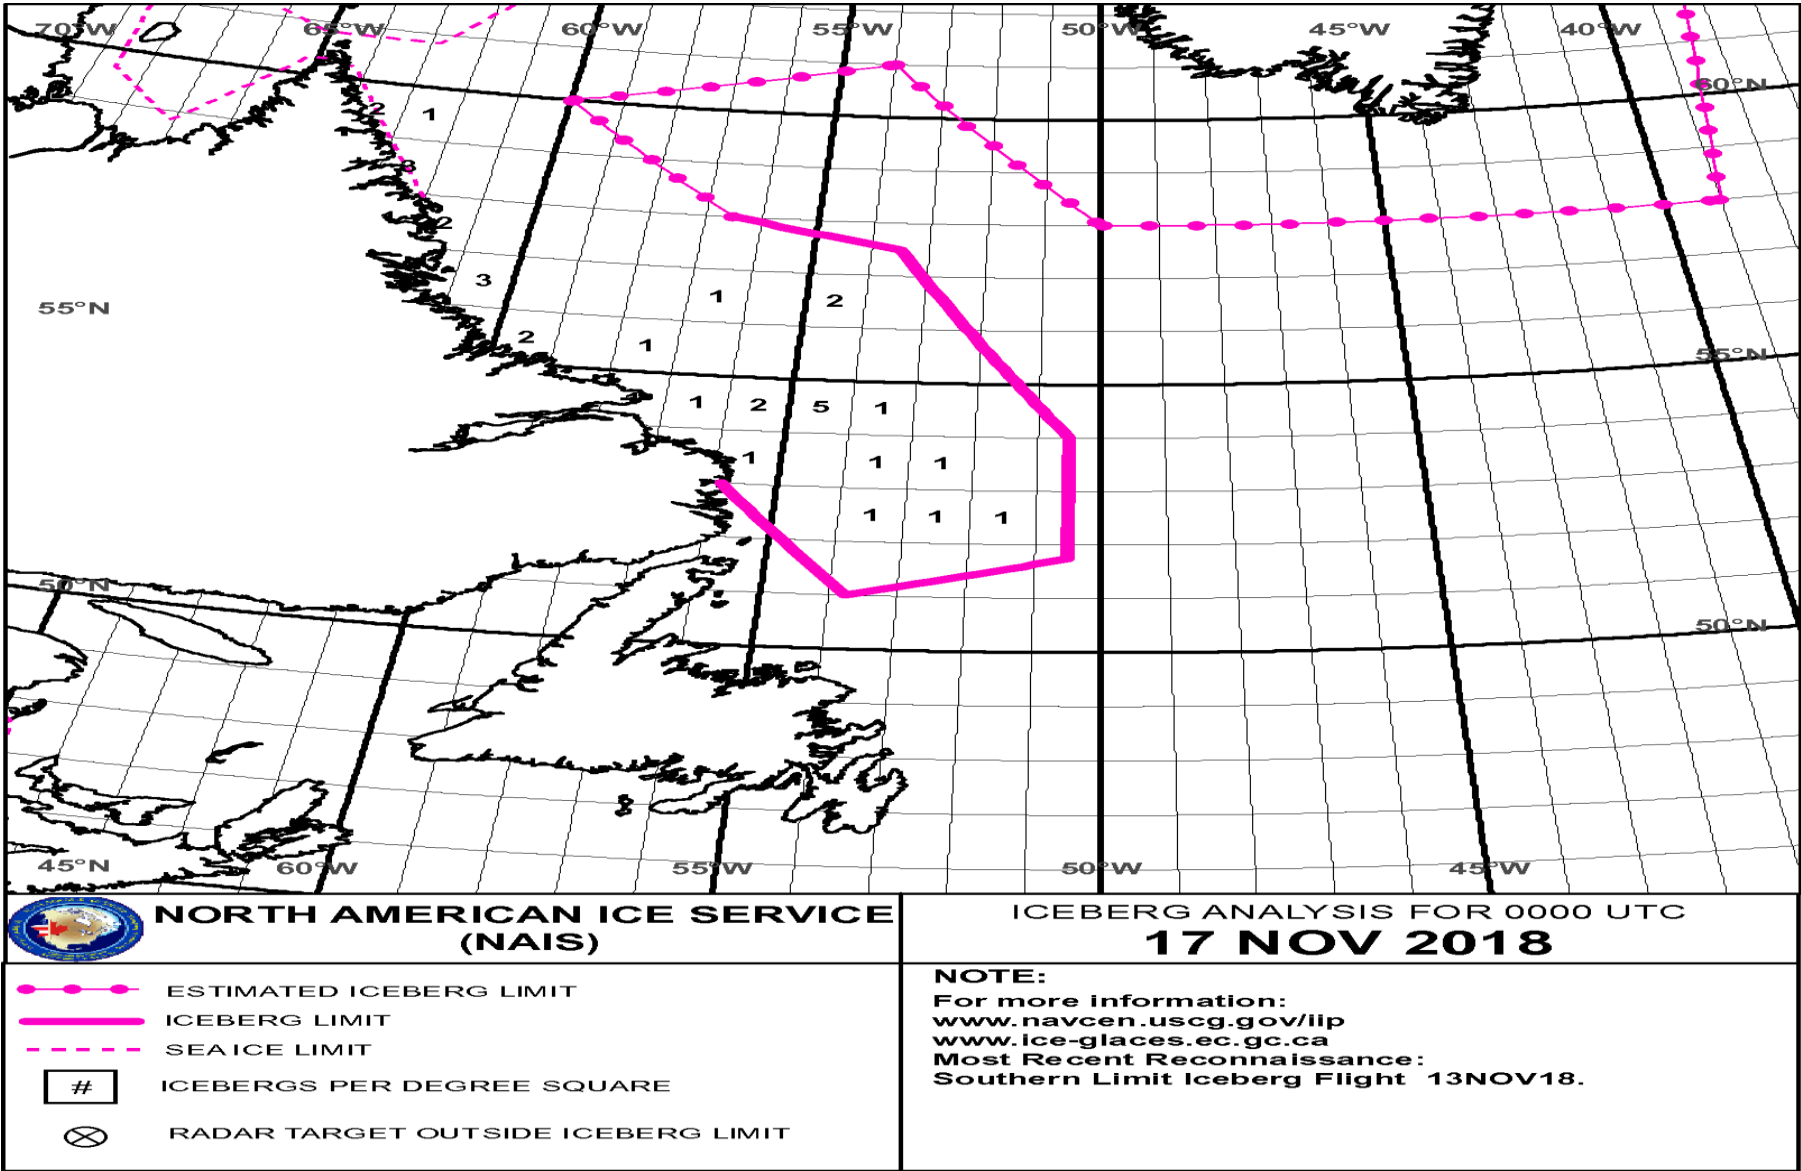 70°W 65°W 60°W 55°W 50°W 45°W 40°W
60°N
2 1
3
2
3
55°N
1 2
2 1
55°N
1 2 5 1
1 1 1
1 1 1
50°N
50°N
45°N 60°W 55°W 50°W 45°W
NORTH AMERICAN ICE SERVICE
(NAIS)
ICEBERG ANALYSIS FOR 0000 UTC
17 NOV 2018
ESTIMATED ICEBERG LIMIT
ICEBERG LIMIT
SEA ICE LIMIT
# ICEBERGS PER DEGREE SQUARE
RADAR TARGET OUTSIDE ICEBERG LIMIT
NOTE:
For more information:
www.navcen.uscg.gov/iip
www.ice-glaces.ec.gc.ca
Most Recent Reconnaissance:
Southern Limit Iceberg Flight 13NOV18.